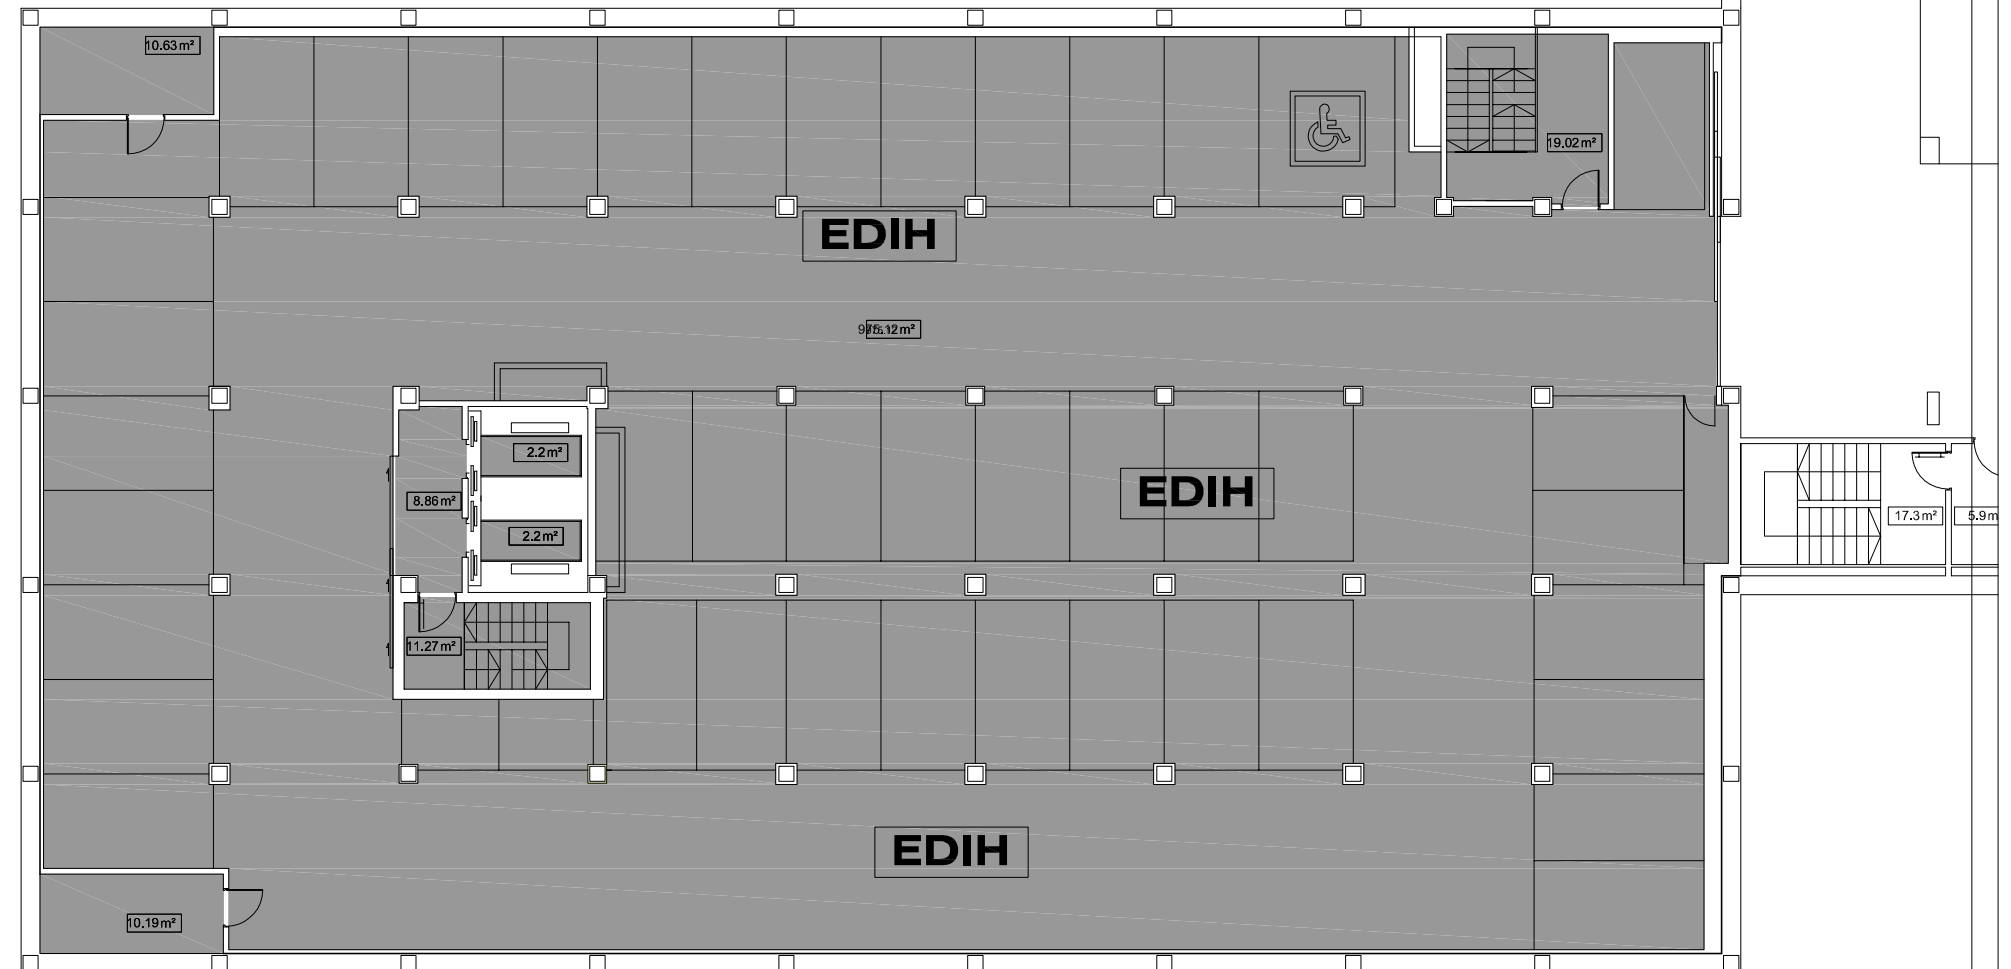 10.63 m²
19.02 m²
EDIH
2.2 m²
8.86 m²
EDIH
2.2 m²
17.3 m²
5.9 m
11.27 m²
EDIH
10.19 m²